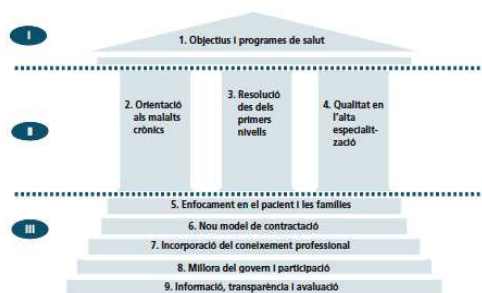 I
1. Objectius i programes de salut
II
2. Orientació
als malalts
crònics
3. Resolució
des dels
primers
nivells
4. Qualitat en
l'alta
especialit-
zació
III
5. Enfocament en el pacient i les famílies
6. Nou model de contractació
7. Incorporació del coneixement professional
8. Millora del govern i participació
9. Informació, transparència i avaluació